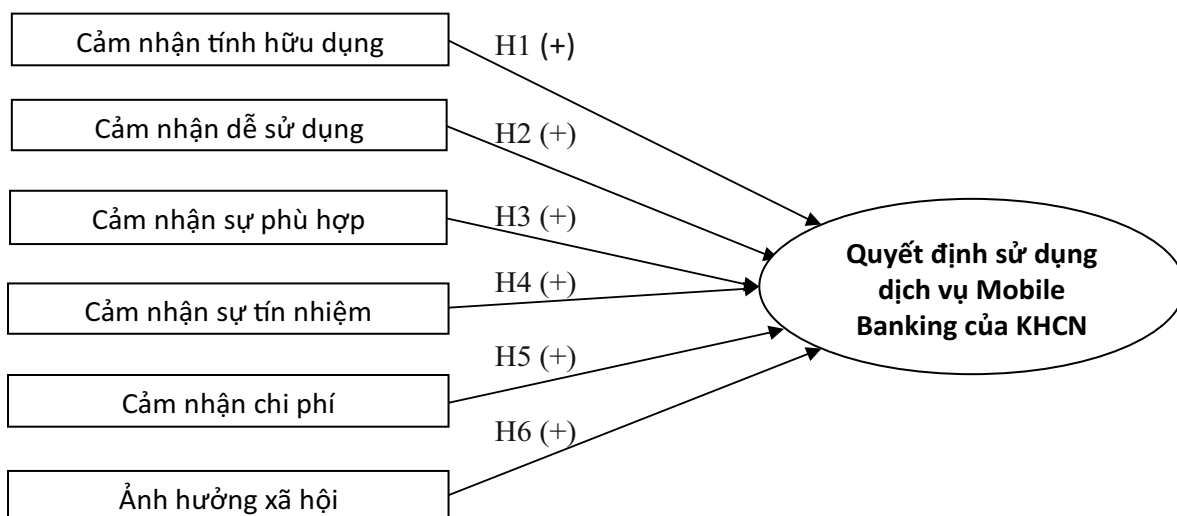 Cảm nhận tính hữu dụng
H1 (+)
Cảm nhận dễ sử dụng
H2 (+)
Cảm nhận sự phù hợp
H3 (+)
Cảm nhận sự tín nhiệm
H4 (+)
Cảm nhận chi phí
H5 (+)
Ảnh hưởng xã hội
H6 (+)
Quyết định sử dụng
dịch vụ Mobile
Banking của KHCN